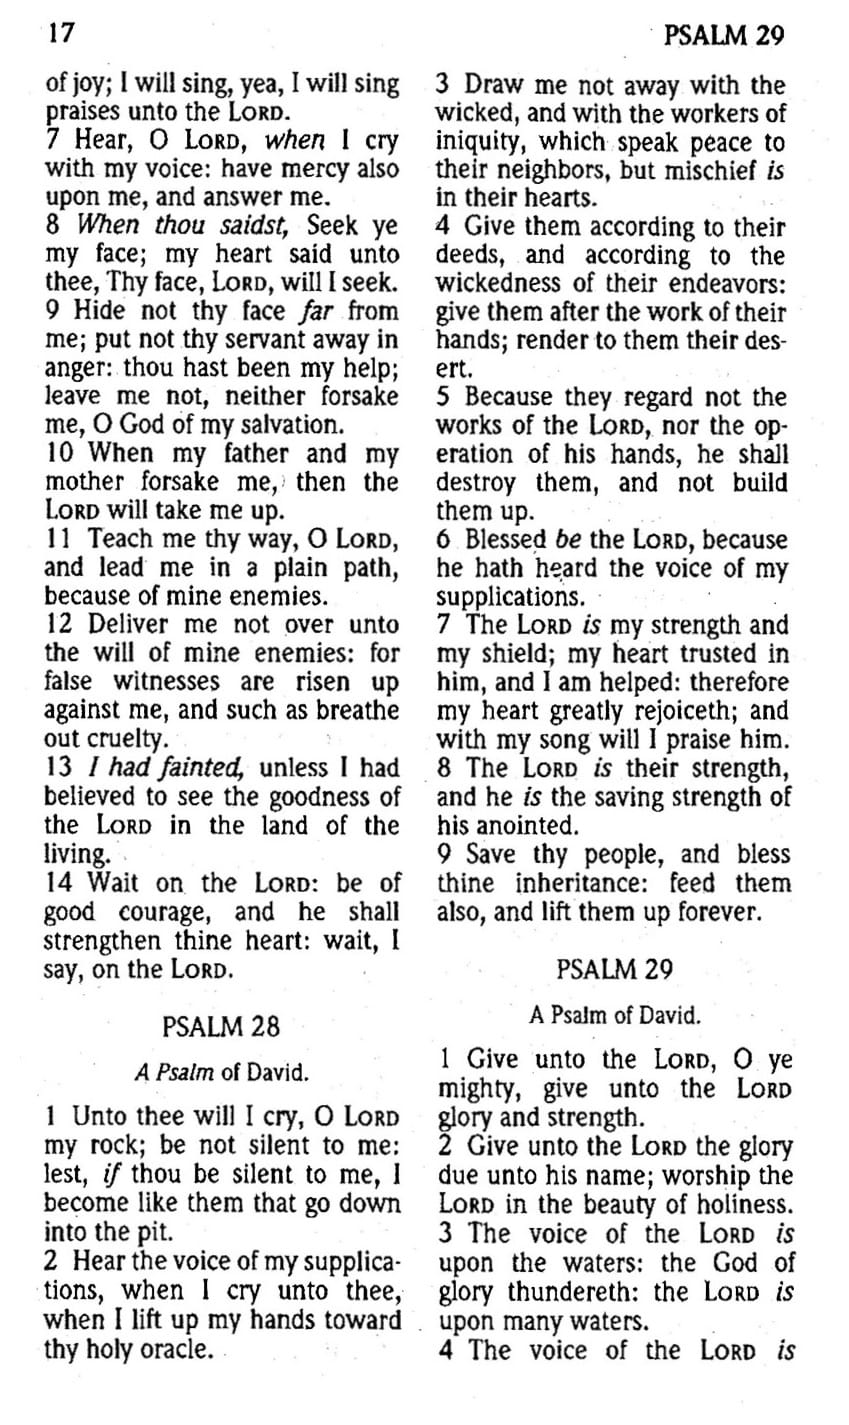 17
PSALM 29
of joy; I will sing, yea, I will sing
praises unto the LORD.
7 Hear, O LORD, when I cry
with my voice: have mercy also
upon me, and answer me.
8 When thou saidst, Seek ye
my face; my heart said unto
thee, Thy face, LORD, will I seek.
9 Hide not thy face far from
me; put not thy servant away in
anger: thou hast been my help;
leave me not, neither forsake
me, O God of my salvation.
10 When my father and my
mother forsake me, then the
LORD will take me up.
11 Teach me thy way, O LORD,
and lead me in a plain path,
because of mine enemies.
12 Deliver me not over unto
the will of mine enemies: for
false witnesses are risen up
against me, and such as breathe
out cruelty.
13 I had fainted, unless I had
believed to see the goodness of
the LORD in the land of the
living.
14 Wait on the LORD: be of
good courage, and he shall
strengthen thine heart: wait, I
say, on the LORD.
PSALM 28
A Psalm of David.
1 Unto thee will I cry, O LORD
my rock; be not silent to me:
lest, if thou be silent to me, I
become like them that go down
into the pit.
2 Hear the voice of my supplica-
tions, when I cry unto thee,
when I lift up my hands toward
thy holy oracle.
3 Draw me not away with the
wicked, and with the workers of
iniquity, which speak peace to
their neighbors, but mischief is
in their hearts.
4 Give them according to their
deeds, and according to the
wickedness of their endeavors:
give them after the work of their
hands; render to them their des-
ert.
5 Because they regard not the
works of the LORD, nor the op-
eration of his hands, he shall
destroy them, and not build
them up.
6 Blessed be the LORD, because
he hath heard the voice of my
supplications.
7 The LORD is my strength and
my shield; my heart trusted in
him, and I am helped: therefore
my heart greatly rejoiceth; and
with my song will I praise him.
8 The LORD is their strength,
and he is the saving strength of
his anointed.
9 Save thy people, and bless
thine inheritance: feed them
also, and lift them up forever.
PSALM 29
A Psalm of David.
1 Give unto the LORD, O ye
mighty, give unto the LORD
glory and strength.
2 Give unto the LORD the glory
due unto his name; worship the
LORD in the beauty of holiness.
3 The voice of the LORD is
upon the waters: the God of
glory thundereth: the LORD is
upon many waters.
4 The voice of the LORD is